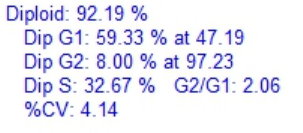 Diploid: 92.19 %
Dip G1: 59.33 % at 47.19
Dip G2: 8.00 % at 97.23
Dip S: 32.67 % G2/G1: 2.06
%CV: 4.14